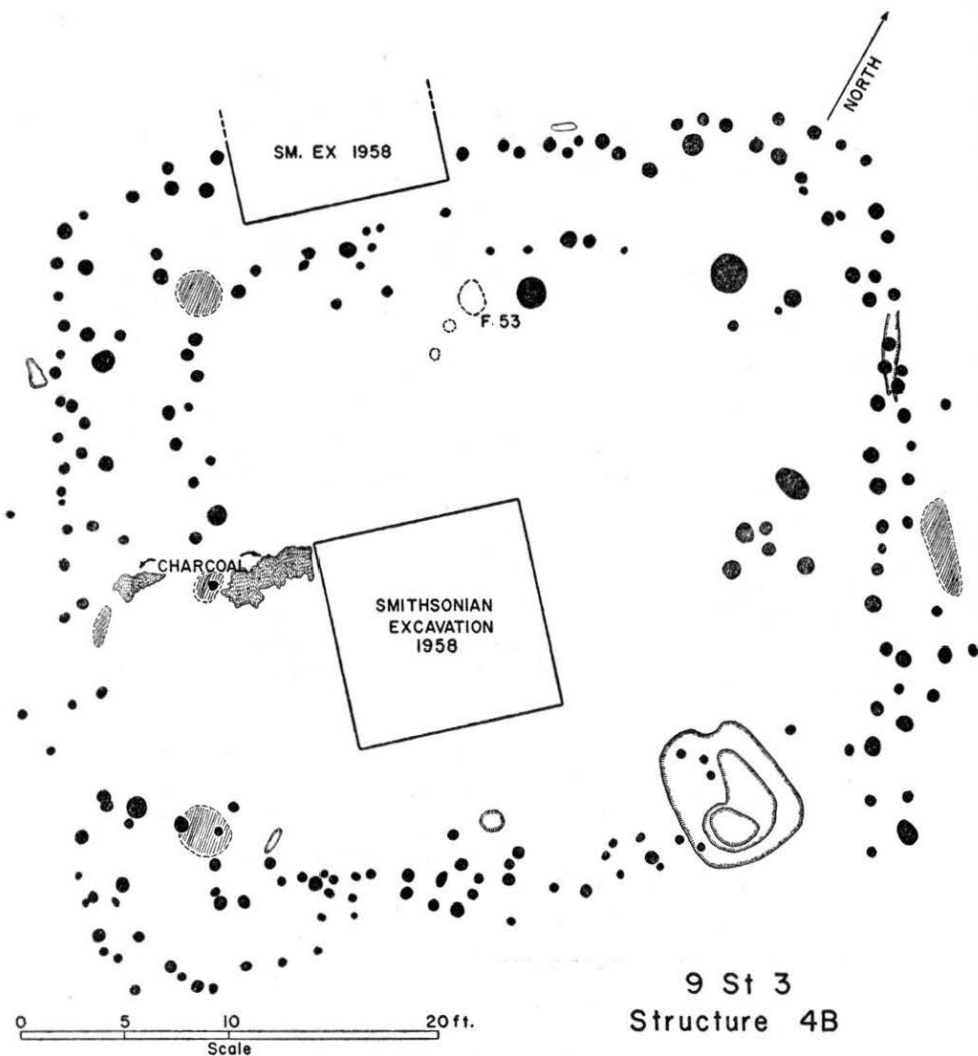 NORTH
SM. EX 1958
F. 53
CHARCOAL
SMITHSONIAN
EXCAVATION
1958
9 St 3
Structure 4B
0 5 10 20 ft.
Scale